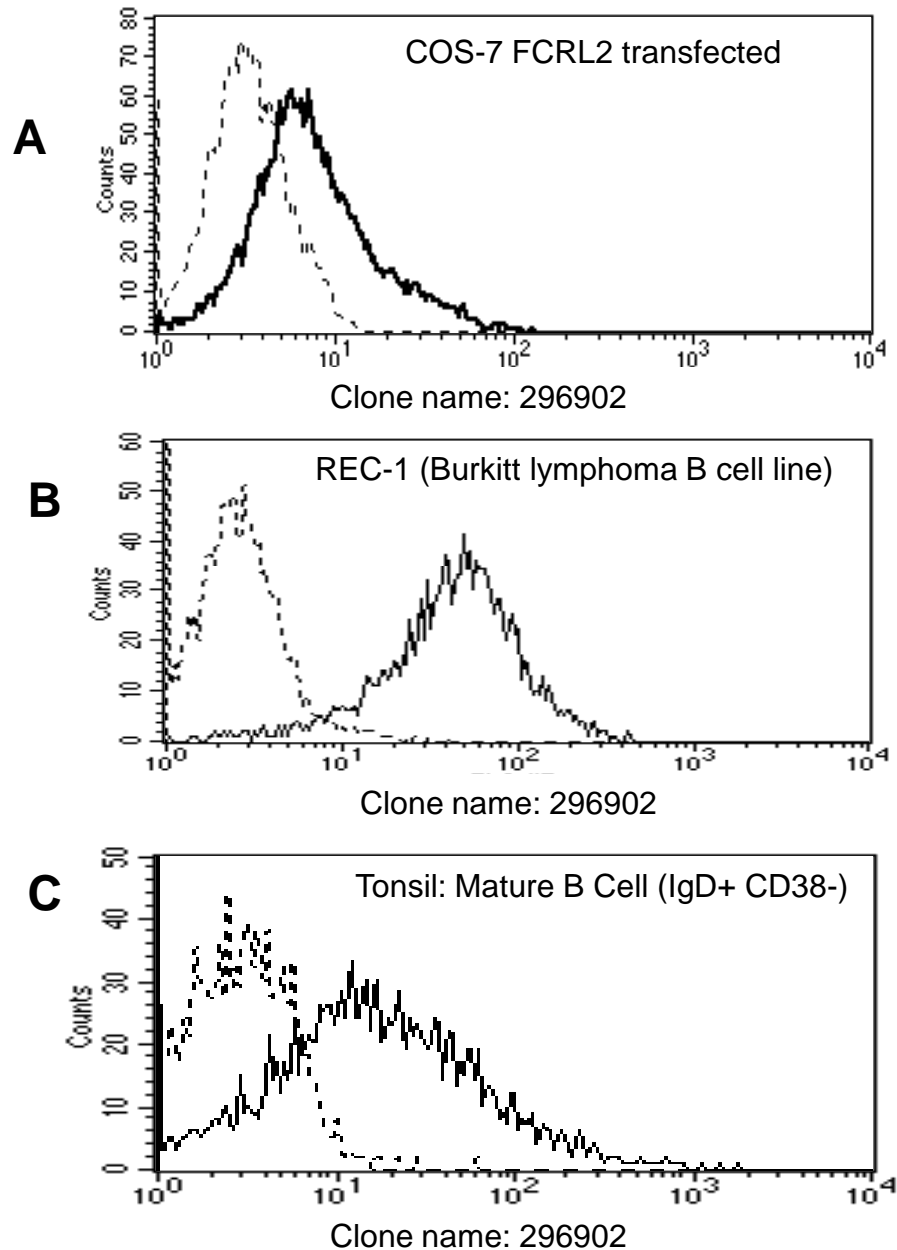 A
COS-7 FCRL2 transfected
Counts
80
70
60
50
40
30
20
10
0
10^0 10^1 10^2 10^3 10^4
Clone name: 296902
B
REC-1 (Burkitt lymphoma B cell line)
Counts
60
50
40
30
20
10
0
10^0 10^1 10^2 10^3 10^4
Clone name: 296902
C
Tonsil: Mature B Cell (IgD+ CD38-)
Counts
50
40
30
20
10
0
10^0 10^1 10^2 10^3 10^4
Clone name: 296902